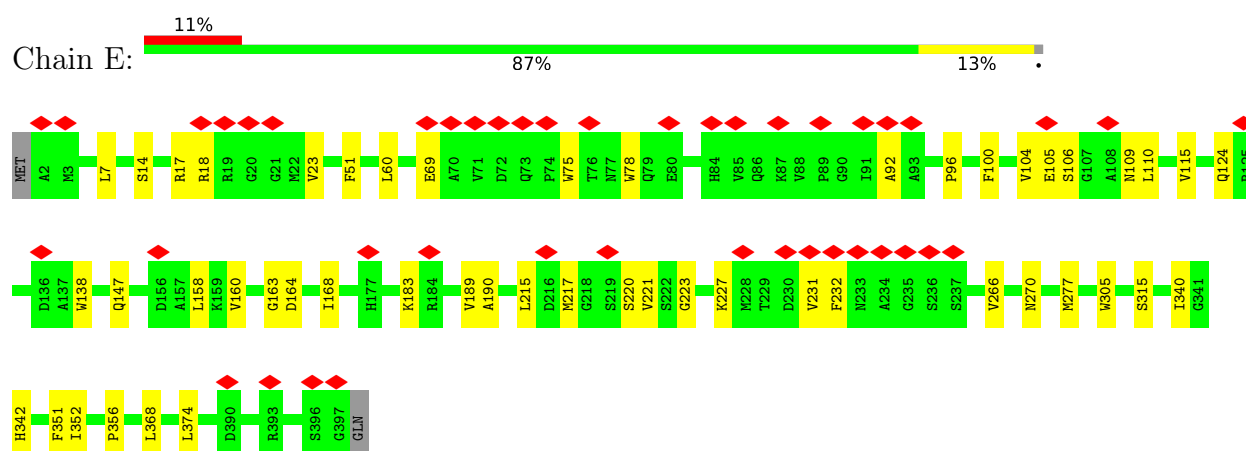 11%
Chain E:
87% 13% •
MET A2 M3 L7 S14 R17 R18 R19 G20 G21 M22 V23 F51 L60 E69 A70 V71 D72 Q73 P74 W75 T76 N77 W78 Q79 E80 H84 V85 Q86 K87 V88 P89 G90 I91 A92 A93 P96 F100 V104 E105 S106 G107 A108 N109 L110 V115 Q124
D136 A137 W138 Q147 D156 A157 L158 K159 V160 G163 D164 I168 H177 K183 R184 V189 A190 L215 D216 M217 G218 S219 S220 V221 S222 G223 K227 M228 T229 D230 V231 F232 N233 A234 G235 S236 S237 V266 N270 M277 W305 S315 I340 G341
H342 F351 I352 P356 L368 L374 D390 R393 S396 G397 GLN